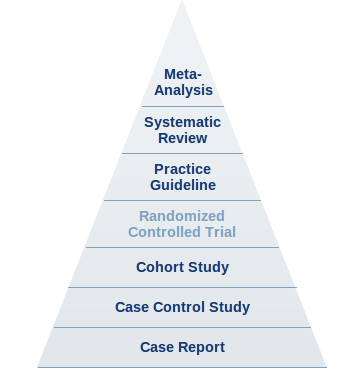 Meta-
Analysis
Systematic
Review
Practice
Guideline
Randomized
Controlled Trial
Cohort Study
Case Control Study
Case Report